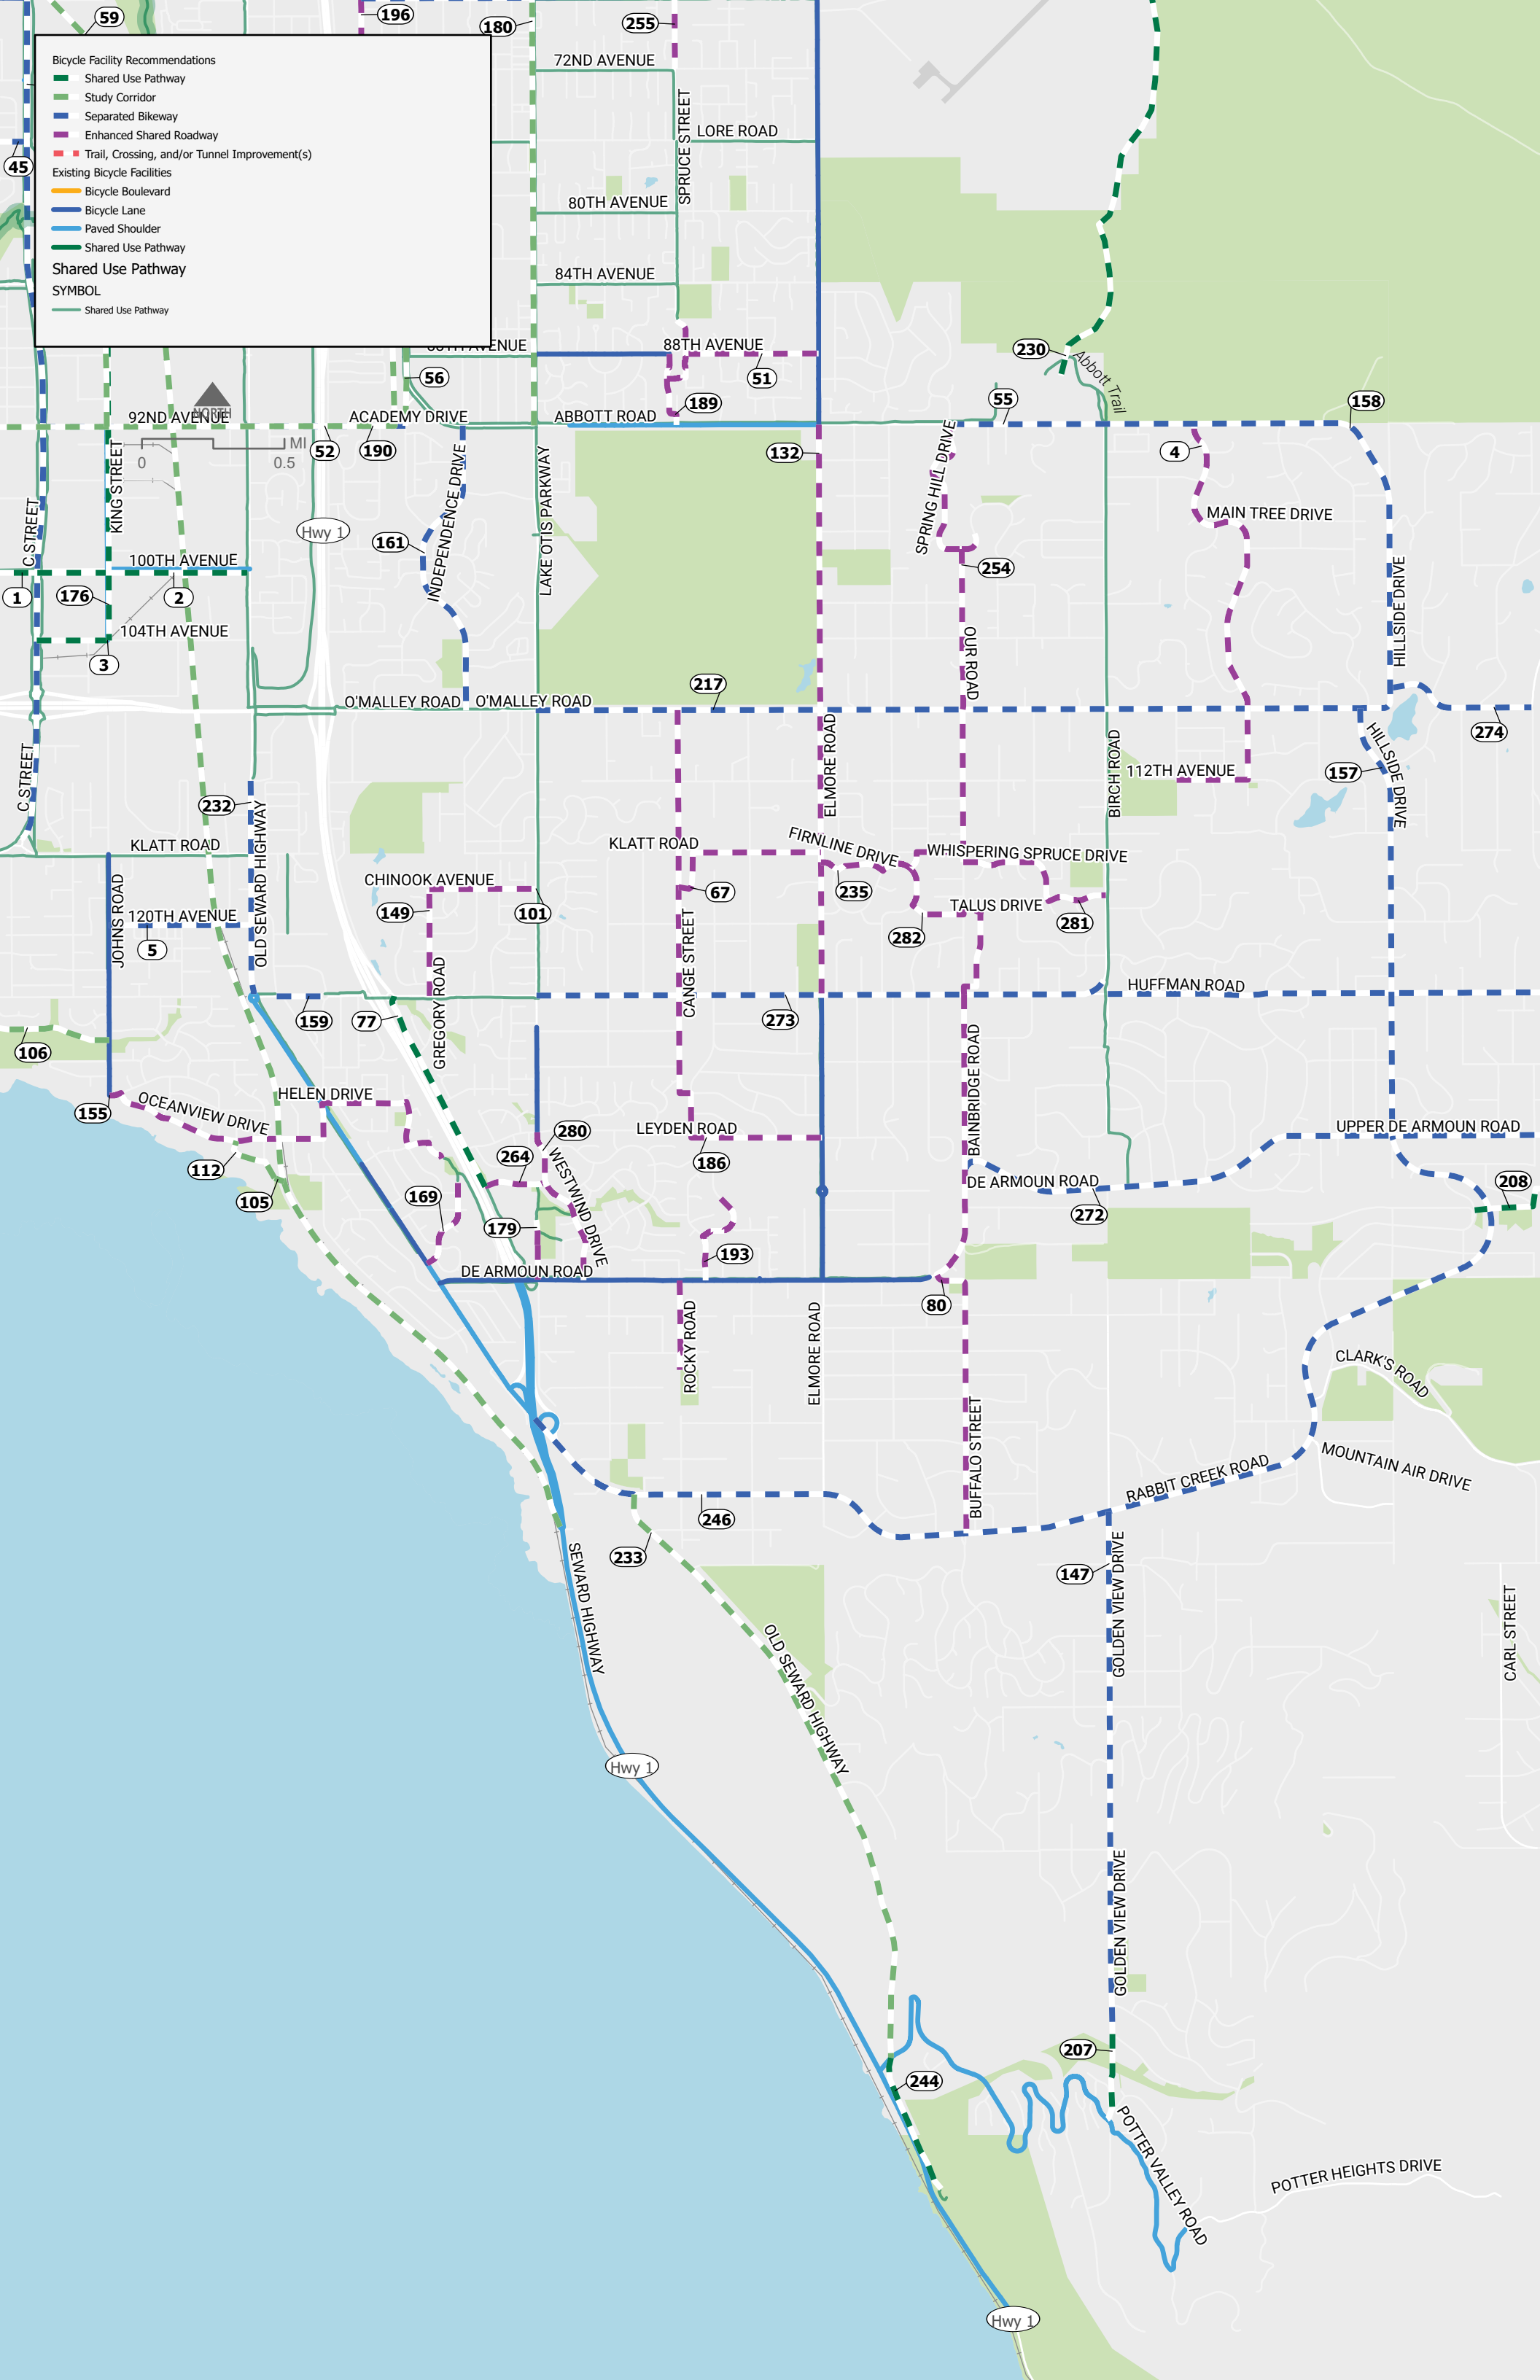 59
196
180
255
72ND AVENUE
Bicycle Facility Recommendations
Shared Use Pathway
Study Corridor
Separated Bikeway
Enhanced Shared Roadway
Trail, Crossing, and/or Tunnel Improvement(s)
Existing Bicycle Facilities
Bicycle Boulevard
Bicycle Lane
Paved Shoulder
Shared Use Pathway
Shared Use Pathway
SYMBOL
Shared Use Pathway
SPRUCE STREET
LORE ROAD
45
80TH AVENUE
84TH AVENUE
88TH AVENUE
230
Abbott Trail
56
51
189
55
158
NORTH
92ND AVENUE
ACADEMY DRIVE
ABBOTT ROAD
52
190
132
4
MI
0
0.5
KING STREET
C STREET
INDEPENDENCE DRIVE
LAKE OTIS PARKWAY
SPRING HILL DRIVE
MAIN TREE DRIVE
Hwy 1
161
254
100TH AVENUE
1
176
2
HILLSIDE DRIVE
104TH AVENUE
3
OUR ROAD
217
O'MALLEY ROAD
O'MALLEY ROAD
274
C STREET
ELMORE ROAD
BIRCH ROAD
112TH AVENUE
157
HILLSIDE DRIVE
232
OLD SEWARD HIGHWAY
KLATT ROAD
KLATT ROAD
FIRNLINE DRIVE
WHISPERING SPRUCE DRIVE
CHINOOK AVENUE
67
235
JOHNS ROAD
149
101
TALUS DRIVE
120TH AVENUE
281
282
5
CANGE STREET
GREGORY ROAD
HUFFMAN ROAD
159
77
273
106
BAINBRIDGE ROAD
HELEN DRIVE
OCEANVIEW DRIVE
155
280
LEYDEN ROAD
UPPER DE ARMOUN ROAD
264
186
112
WESTWIND DRIVE
DE ARMOUN ROAD
208
105
169
272
179
193
DE ARMOUN ROAD
80
ROCKY ROAD
ELMORE ROAD
CLARK'S ROAD
BUFFALO STREET
MOUNTAIN AIR DRIVE
RABBIT CREEK ROAD
246
233
SEWARD HIGHWAY
147
GOLDEN VIEW DRIVE
CARL STREET
OLD SEWARD HIGHWAY
Hwy 1
GOLDEN VIEW DRIVE
207
244
POTTER VALLEY ROAD
POTTER HEIGHTS DRIVE
Hwy 1